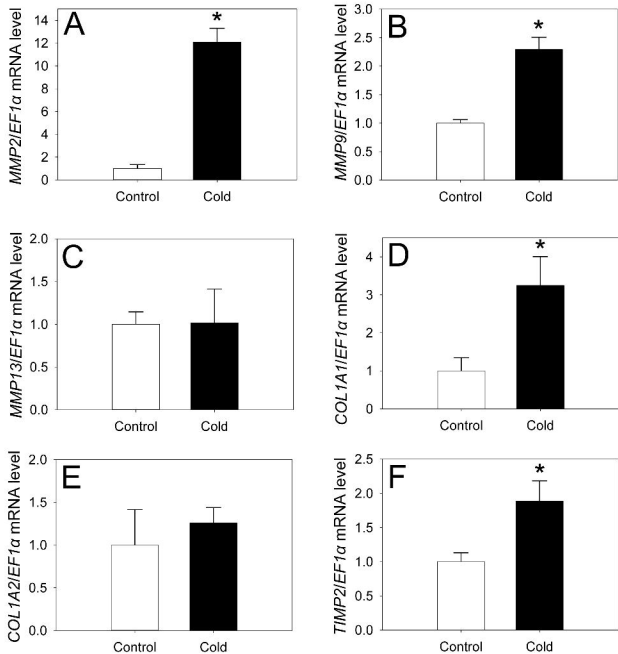 A
MMP2/EF1α mRNA level
14
12
10
8
6
4
2
0
*
Control Cold
B
MMP9/EF1α mRNA level
3.0
2.5
2.0
1.5
1.0
0.5
0.0
*
Control Cold
C
MMP13/EF1α mRNA level
2.0
1.5
1.0
0.5
0.0
Control Cold
D
COL1A1/EF1α mRNA level
4
3
2
1
0
*
Control Cold
E
COL1A2/EF1α mRNA level
2.0
1.5
1.0
0.5
0.0
Control Cold
F
TIMP2/EF1α mRNA level
2.5
2.0
1.5
1.0
0.5
0.0
*
Control Cold